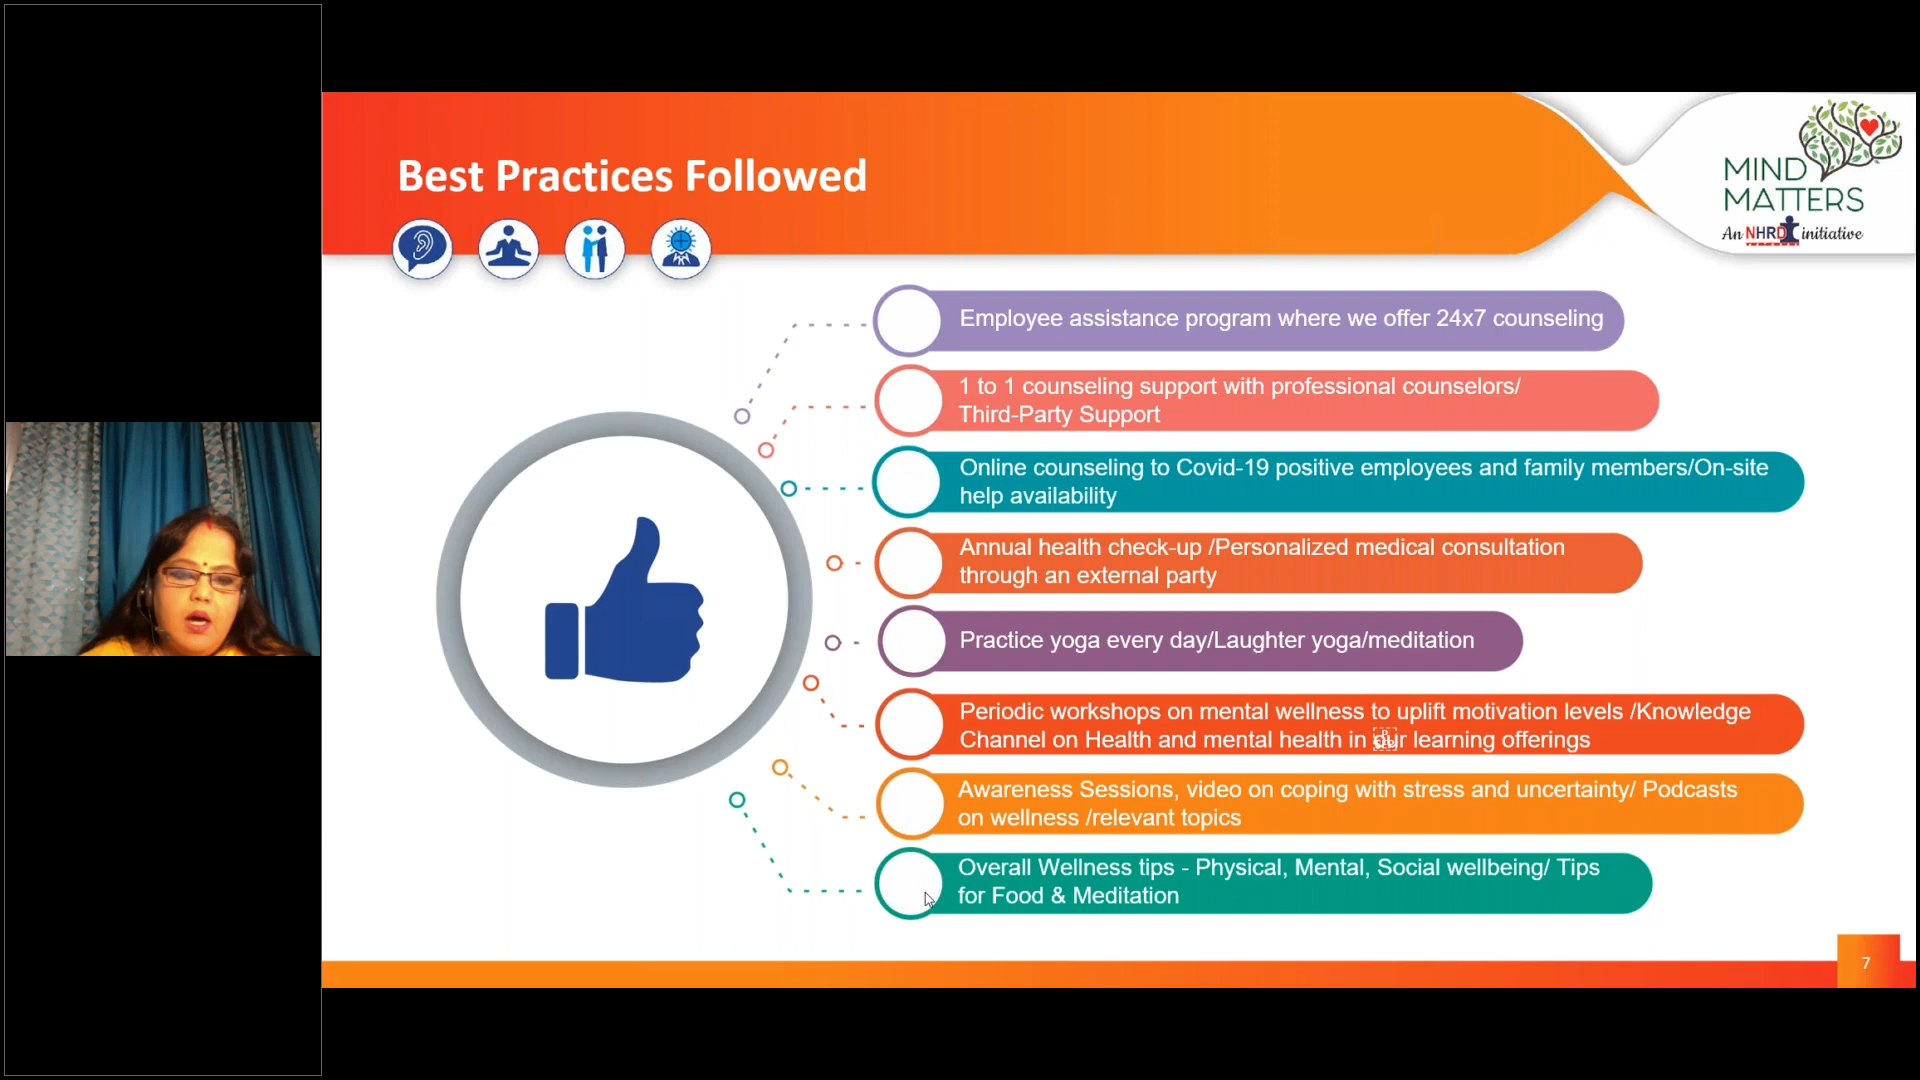 Best Practices Followed
MIND
MATTERS
An NHRD initiative
Employee assistance program where we offer 24x7 counseling
1 to 1 counseling support with professional counselors/
Third-Party Support
Online counseling to Covid-19 positive employees and family members/On-site
help availability
Annual health check-up /Personalized medical consultation
through an external party
Practice yoga every day/Laughter yoga/meditation
Periodic workshops on mental wellness to uplift motivation levels /Knowledge
Channel on Health and mental health in our learning offerings
Awareness Sessions, video on coping with stress and uncertainty/ Podcasts
on wellness /relevant topics
Overall Wellness tips - Physical, Mental, Social wellbeing/ Tips
for Food & Meditation
7